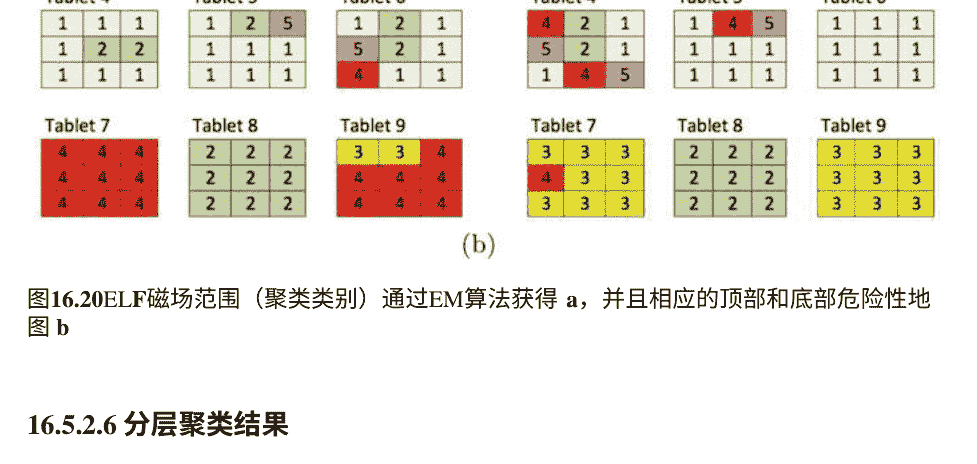 1 1 1 1 2 5 1 2 1 4 2 1 1 4 5 1 1 1
1 2 2 1 1 1 5 2 1 5 2 1 1 1 1 1 1 1
1 1 1 1 1 1 4 1 1 1 4 5 1 1 1 1 1 1
Tablet 7 Tablet 8 Tablet 9 Tablet 7 Tablet 8 Tablet 9
4 4 4 2 2 2 3 3 4 3 3 3 2 2 2 3 3 3
4 4 4 2 2 2 4 4 4 4 3 3 2 2 2 3 3 3
4 4 4 2 2 2 4 4 4 3 3 3 2 2 2 3 3 3
(b)
图16.20ELF磁场范围（聚类类别）通过EM算法获得 a，并且相应的顶部和底部危险性地
图 b
16.5.2.6 分层聚类结果